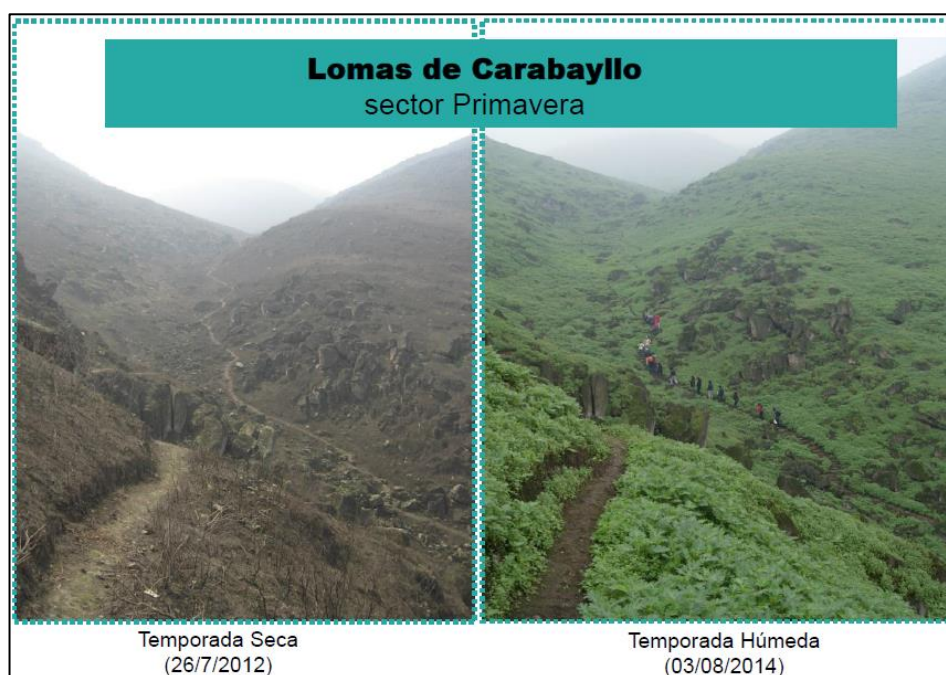 Lomas de Carabayllo
sector Primavera
Temporada Seca
(26/7/2012)
Temporada Húmeda
(03/08/2014)